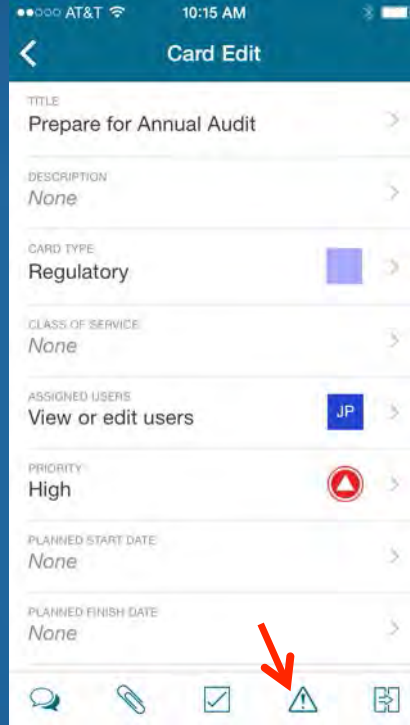 AT&T 10:15 AM
Card Edit
TITLE
Prepare for Annual Audit
DESCRIPTION
None
CARD TYPE
Regulatory
CLASS OF SERVICE
None
ASSIGNED USERS
View or edit users
JP
PRIORITY
High
PLANNED START DATE
None
PLANNED FINISH DATE
None